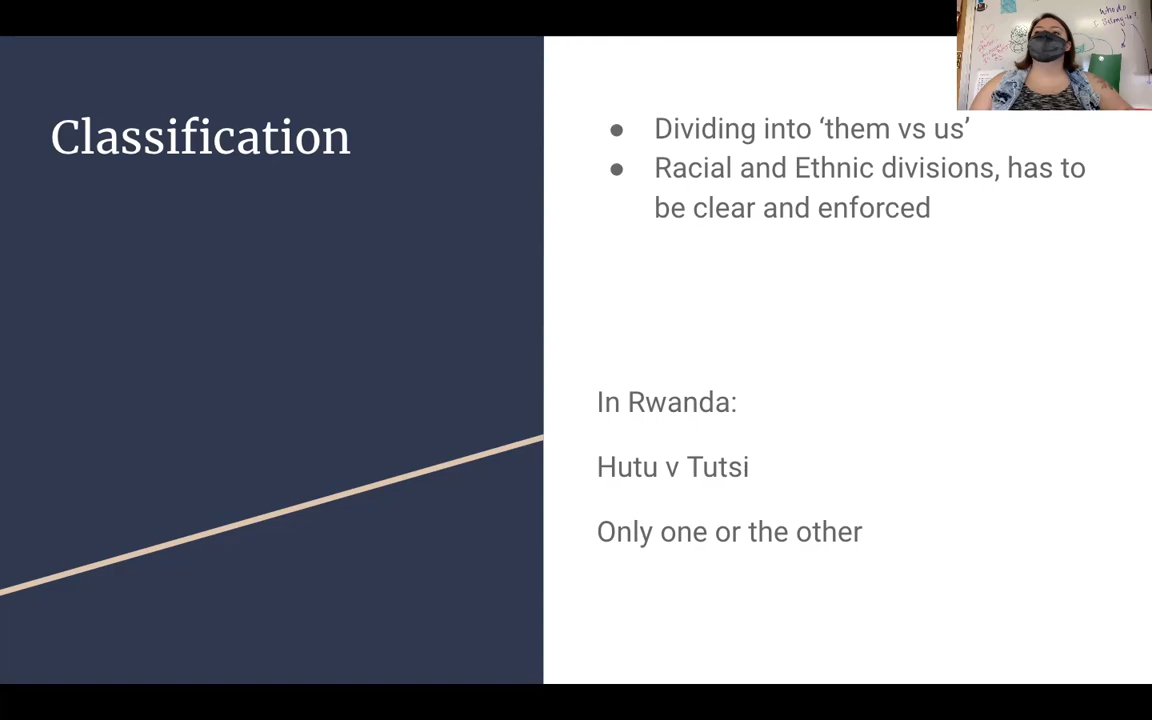 Classification
● Dividing into ‘them vs us’
● Racial and Ethnic divisions, has to
be clear and enforced
In Rwanda:
Hutu v Tutsi
Only one or the other